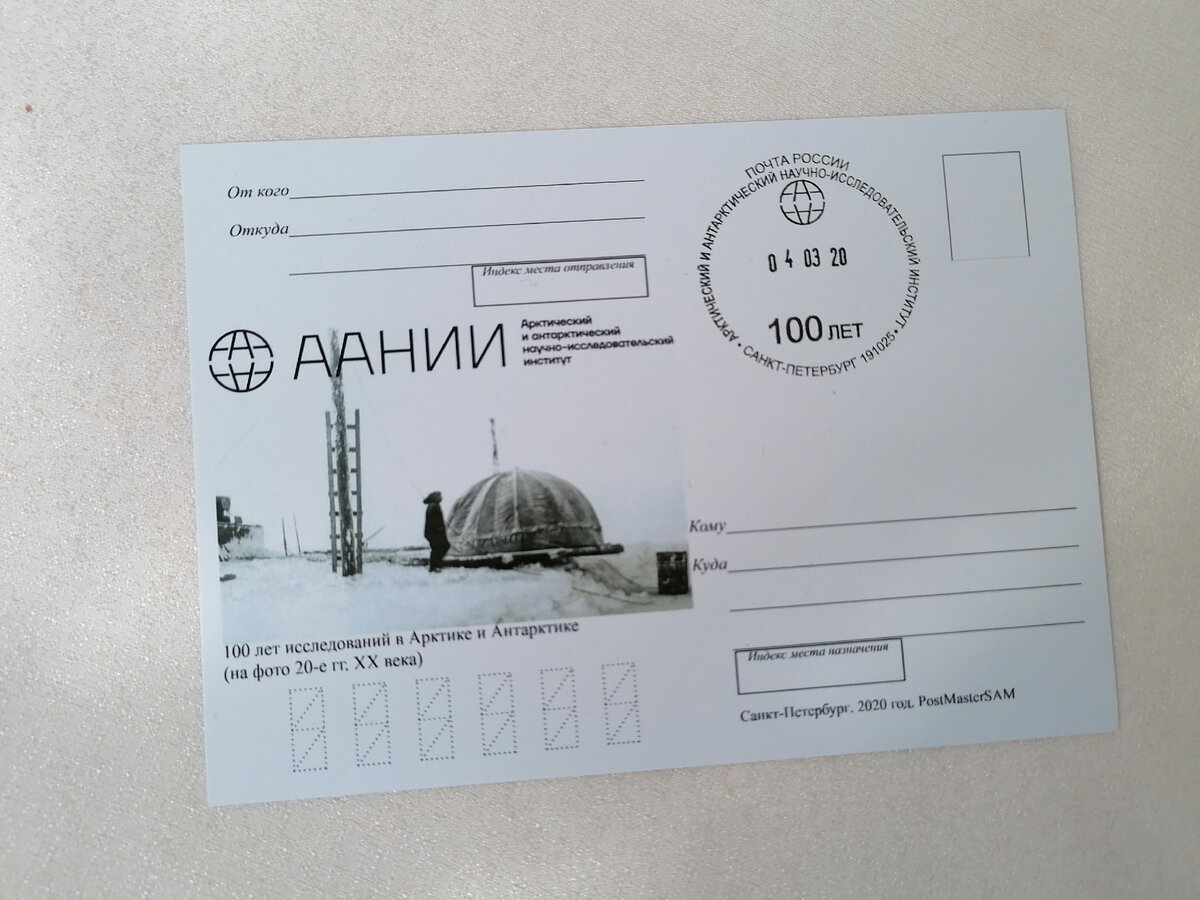 От кого
Откуда
Индекс места отправления
ААНИИ
Арктический
и антарктический
научно-исследовательский
институт
ПОЧТА РОССИИ
АРКТИЧЕСКИЙ И АНТАРКТИЧЕСКИЙ НАУЧНО-ИССЛЕДОВАТЕЛЬСКИЙ ИНСТИТУТ
04 03 20
100 ЛЕТ
• САНКТ-ПЕТЕРБУРГ 191025 •
100 лет исследований в Арктике и Антарктике
(на фото 20-е гг. XX века)
Кому
Куда
Индекс места назначения
Санкт-Петербург. 2020 год. PostMasterSAM